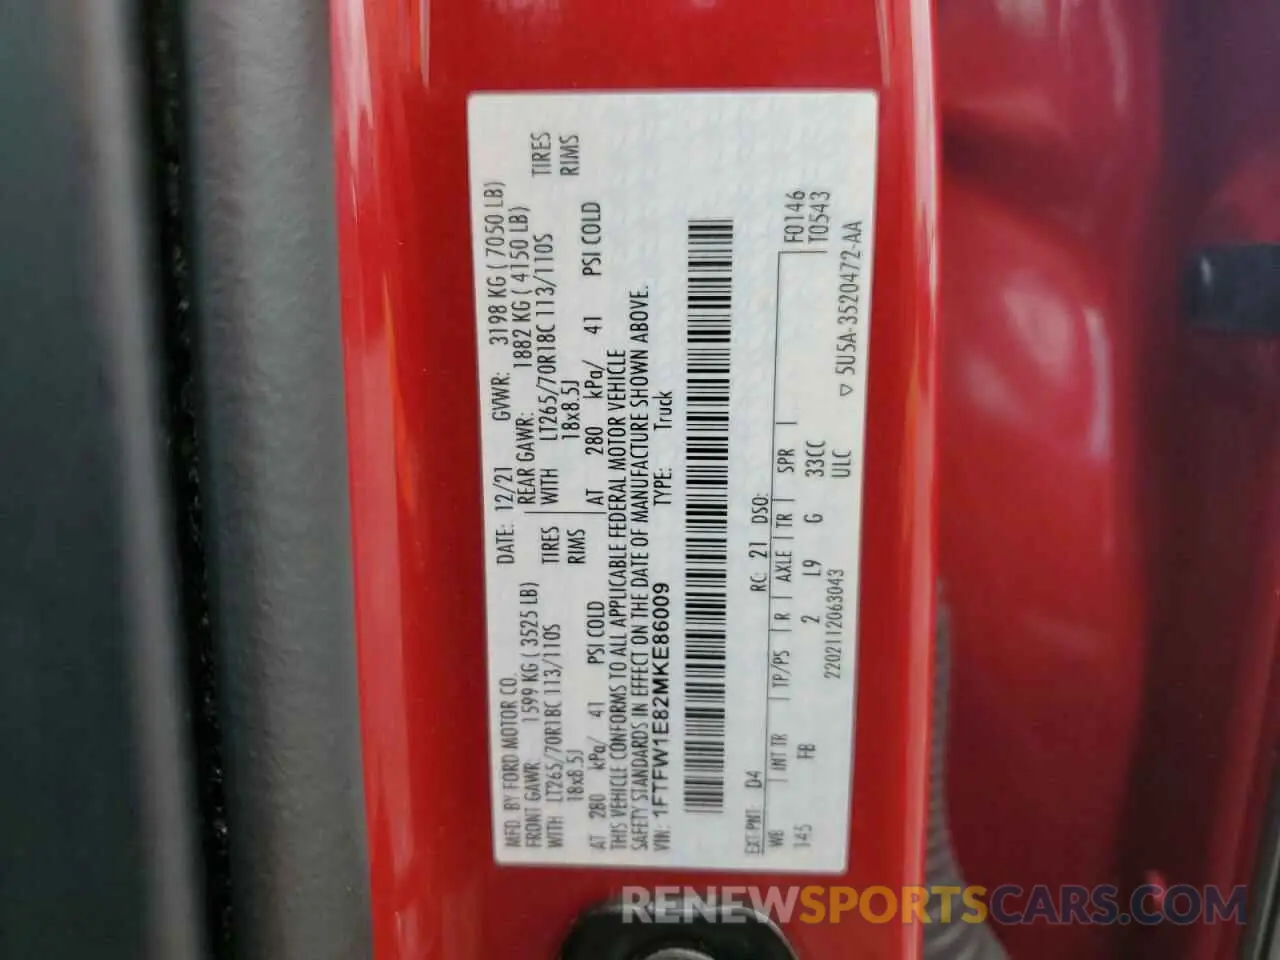 MFD. BY FORD MOTOR CO.
DATE: 12/21 GVWR: 3198 KG ( 7050 LB)
FRONT GAWR: 1599 KG ( 3525 LB)
REAR GAWR: 1882 KG ( 4150 LB)
WITH LT265/70R18C 113/110S TIRES
WITH LT265/70R18C 113/110S TIRES
18x8.5J RIMS
18x8.5J RIMS
AT 280 kPa/ 41 PSI COLD
AT 280 kPa/ 41 PSI COLD
THIS VEHICLE CONFORMS TO ALL APPLICABLE FEDERAL MOTOR VEHICLE
SAFETY STANDARDS IN EFFECT ON THE DATE OF MANUFACTURE SHOWN ABOVE.
VIN: 1FTFW1E82MKE86009 TYPE: Truck
EXT PNT: D4 RC: 21 DSO:
WB INT TR TP/PS R AXLE TR SPR F0146
145 FB 2 L9 G 33CC T0543
2202112063043 ULC
▽ 5U5A-3520472-AA
RENEWSPORTSCARS.COM